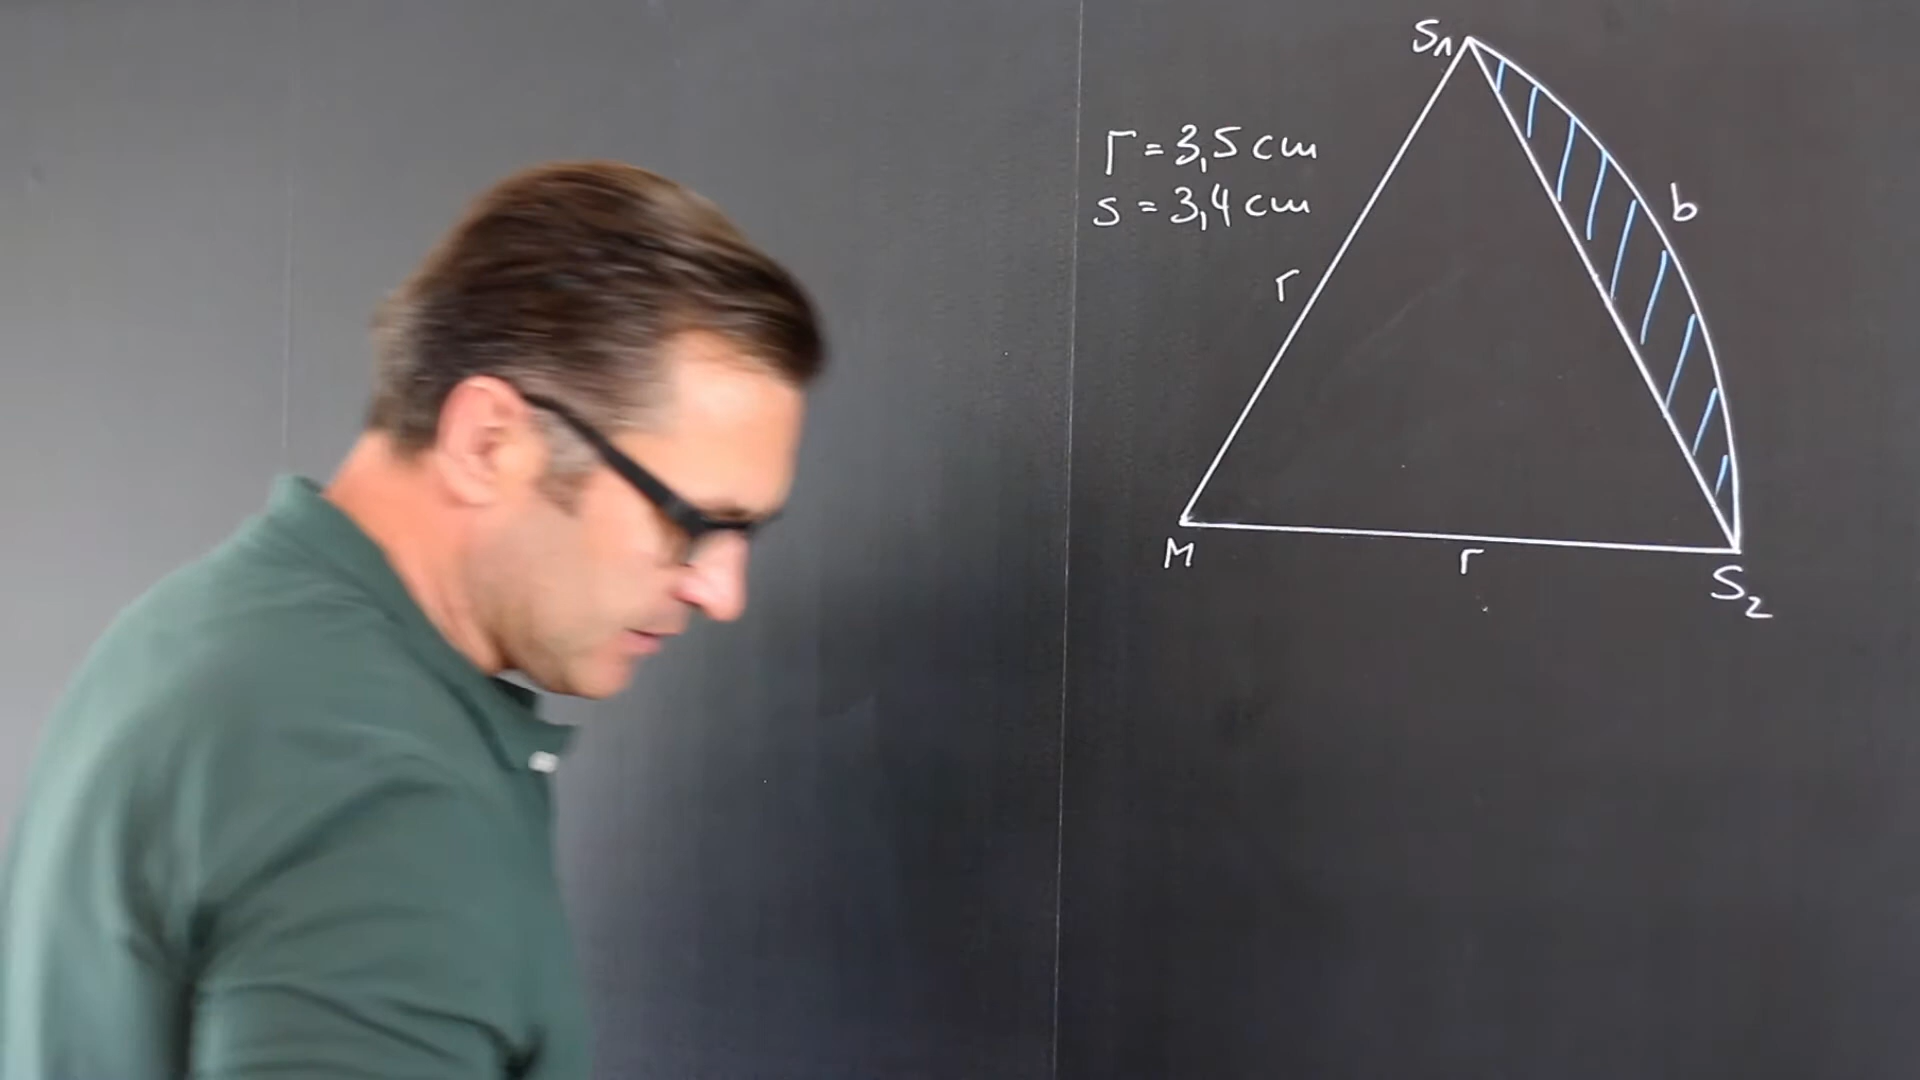 S₁
r = 3,5 cm
s = 3,4 cm
b
r
M
r
S₂